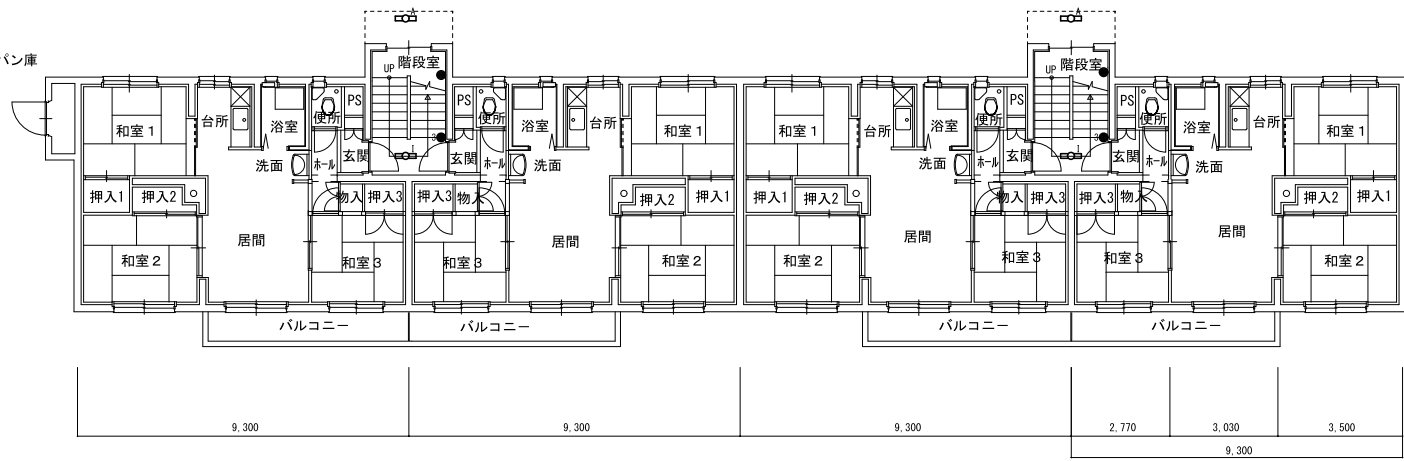 パン庫
A
A
UP
階段室
UP
階段室
和室1
台所
浴室
便所
PS
PS
便所
浴室
台所
和室1
和室1
台所
浴室
便所
PS
PS
便所
浴室
台所
和室1
洗面
ホール
玄関
玄関
ホール
洗面
洗面
ホール
玄関
玄関
ホール
洗面
押入1
押入2
物入
押入3
押入3
物入
押入2
押入1
押入1
押入2
物入
押入3
押入3
物入
押入2
押入1
和室2
居間
和室3
和室3
居間
和室2
和室2
居間
和室3
和室3
居間
和室2
バルコニー
バルコニー
バルコニー
バルコニー
9,300
9,300
9,300
2,770
3,030
3,500
9,300